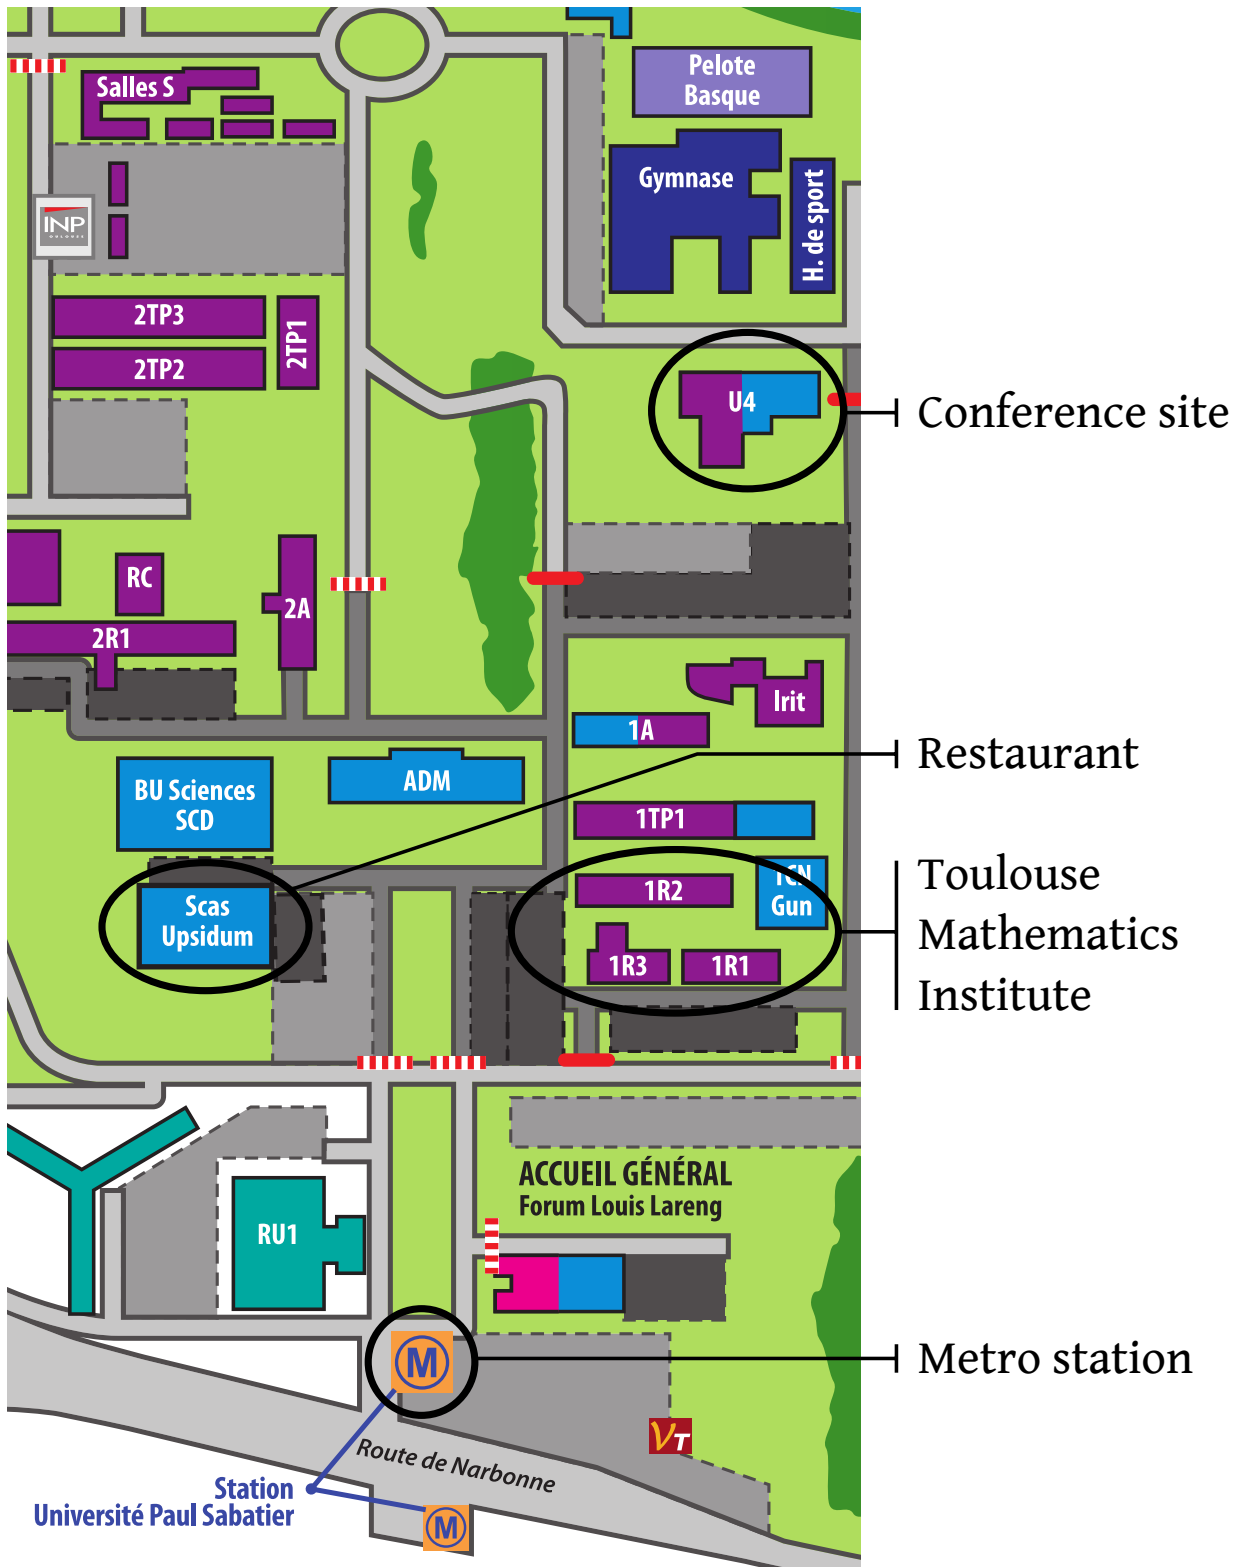 Salles S
Pelote
Basque
Gymnase
H. de sport
INP
2TP3
2TP1
2TP2
U4
Conference site
RC
2A
2R1
Irit
1A
Restaurant
BU Sciences
SCD
ADM
1TP1
Scas
Upsidum
1R2
TCN
Gun
1R3
1R1
Toulouse
Mathematics
Institute
ACCUEIL GÉNÉRAL
Forum Louis Lareng
RU1
M
Metro station
VT
Route de Narbonne
Station
Université Paul Sabatier
M